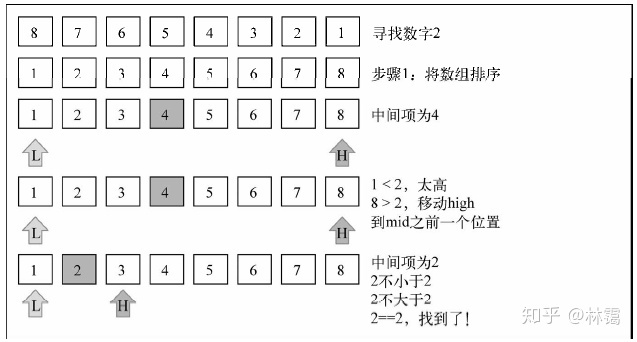 8 7 6 5 4 3 2 1 寻找数字2
1 2 3 4 5 6 7 8 步骤1：将数组排序
1 2 3 4 5 6 7 8 中间项为4
L H
1 2 3 4 5 6 7 8 1 < 2，太高
8 > 2，移动high
到mid之前一个位置
L H
1 2 3 4 5 6 7 8 中间项为2
2不小于2
2不大于2
2==2，找到了！
L H
知乎 @林霭